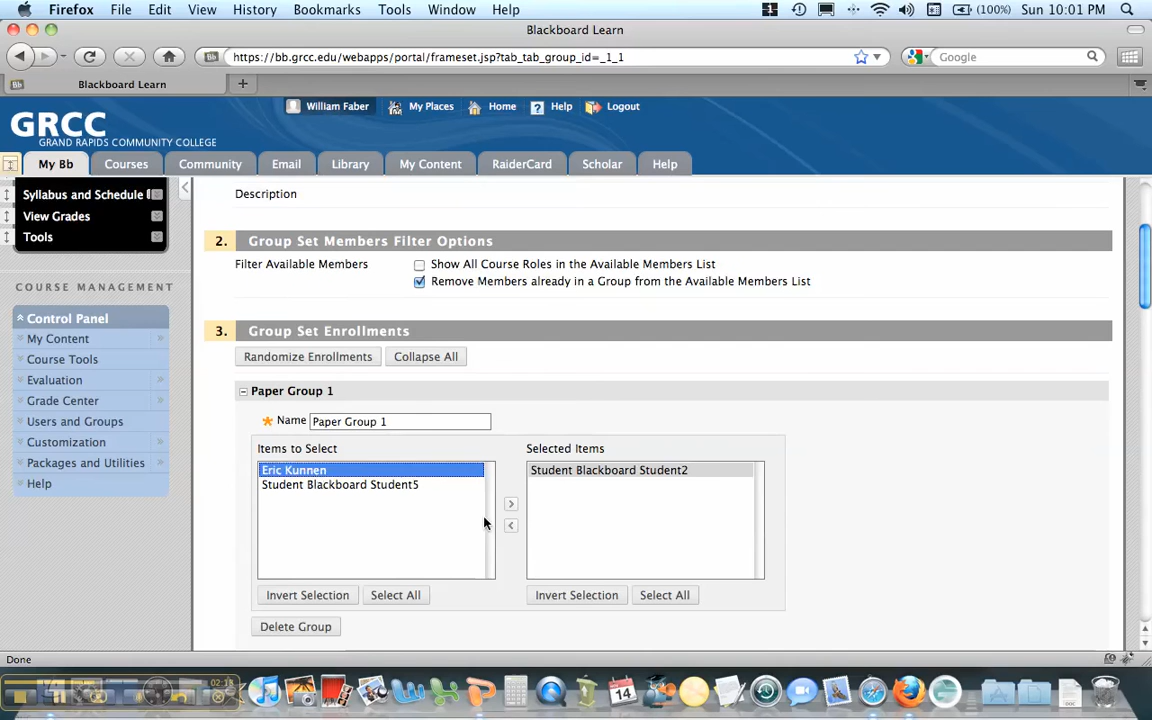 Firefox File Edit View History Bookmarks Tools Window Help (100%) Sun 10:01 PM
Blackboard Learn
https://bb.grcc.edu/webapps/portal/frameset.jsp?tab_tab_group_id=_1_1 Google
Blackboard Learn
William Faber My Places Home Help Logout
GRCC
GRAND RAPIDS COMMUNITY COLLEGE
My Bb Courses Community Email Library My Content RaiderCard Scholar Help
Syllabus and Schedule
View Grades
Tools
COURSE MANAGEMENT
Control Panel
My Content
Course Tools
Evaluation
Grade Center
Users and Groups
Customization
Packages and Utilities
Help
Description
2. Group Set Members Filter Options
Filter Available Members Show All Course Roles in the Available Members List
Remove Members already in a Group from the Available Members List
3. Group Set Enrollments
Randomize Enrollments Collapse All
Paper Group 1
Name Paper Group 1
Items to Select Selected Items
Eric Kunnen Student Blackboard Student2
Student Blackboard Student5
Invert Selection Select All Invert Selection Select All
Delete Group
Done
02:18
14